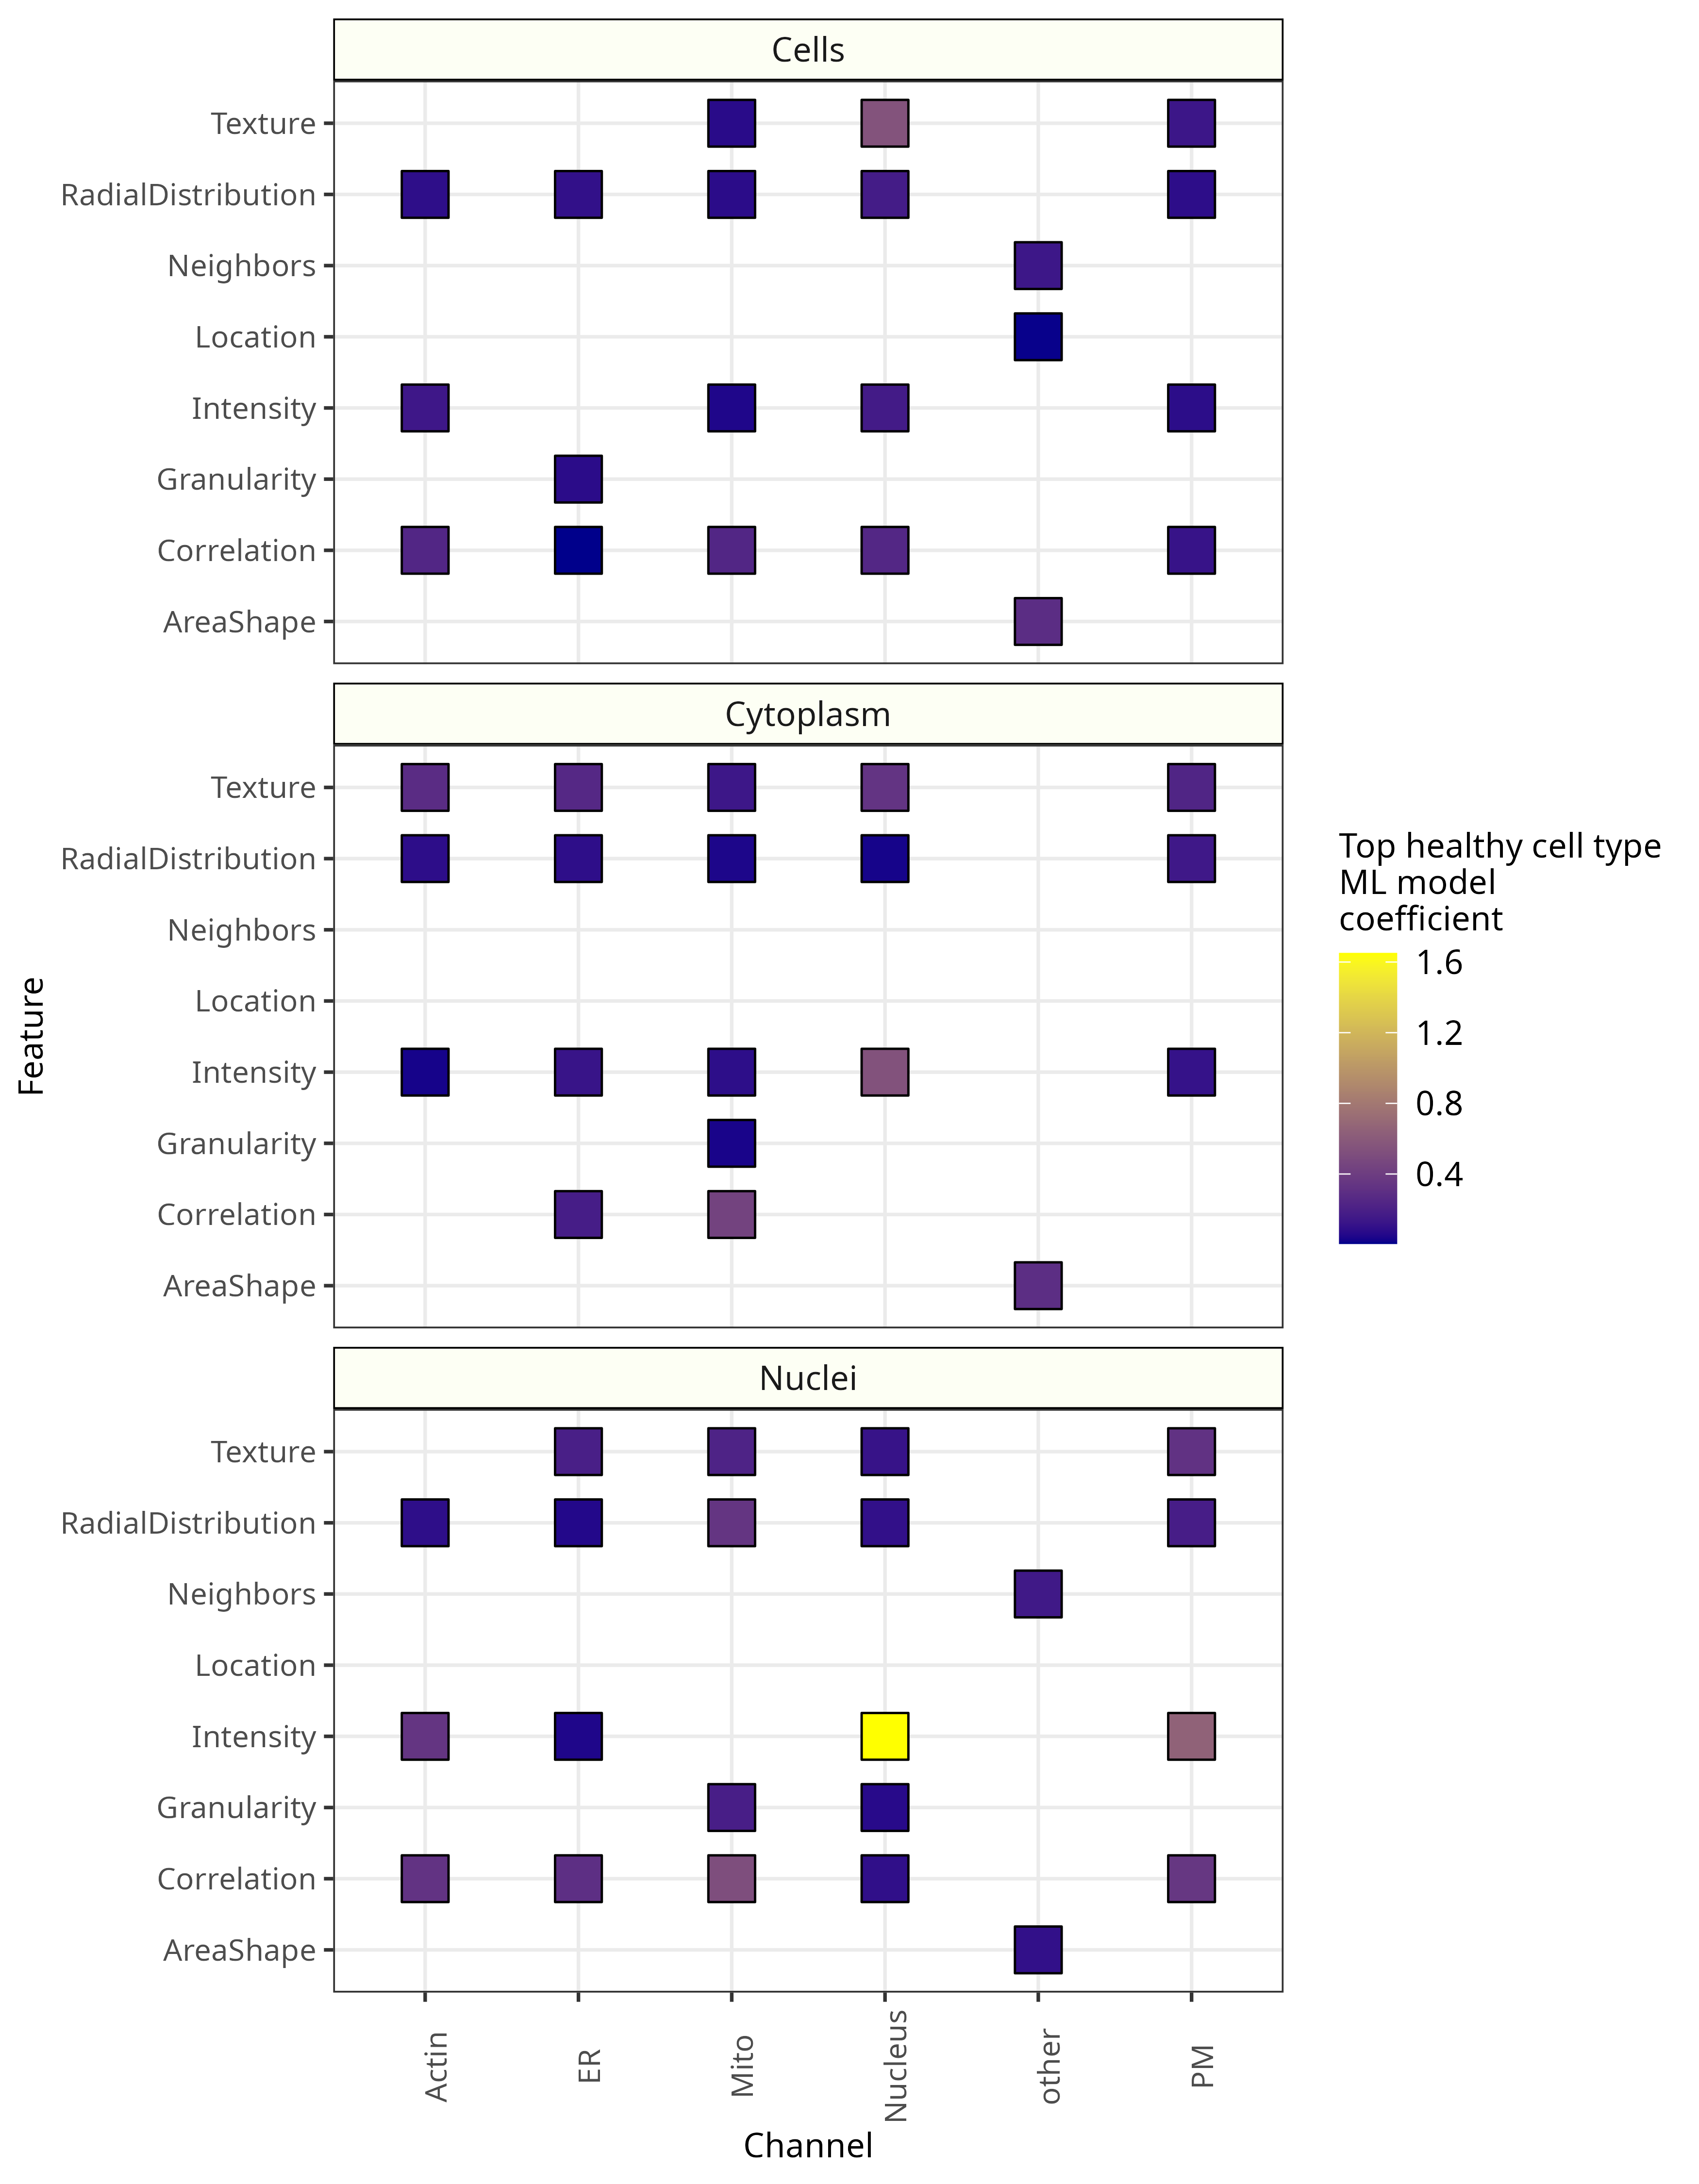 Cells
Texture
RadialDistribution
Neighbors
Location
Intensity
Granularity
Correlation
AreaShape
Cytoplasm
Texture
RadialDistribution
Neighbors
Location
Intensity
Granularity
Correlation
AreaShape
Nuclei
Texture
RadialDistribution
Neighbors
Location
Intensity
Granularity
Correlation
AreaShape
Feature
Actin
ER
Mito
Nucleus
other
PM
Channel
Top healthy cell type
ML model
coefficient
1.6
1.2
0.8
0.4